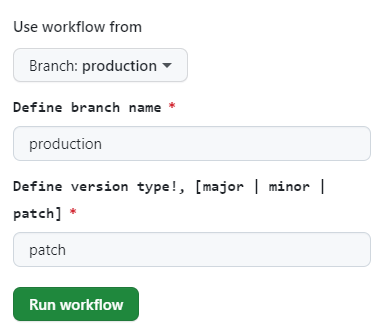 Use workflow from
Branch: production
Define branch name *
production
Define version type!, [major | minor |
patch] *
patch
Run workflow